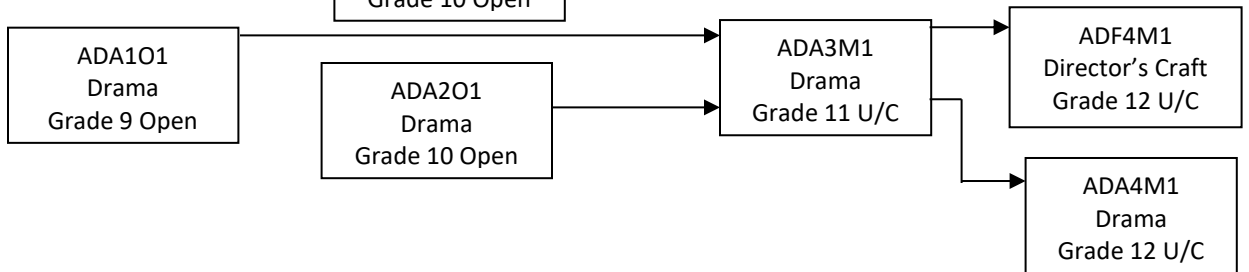 Grade 10 Open
ADA1O1
Drama
Grade 9 Open
ADA2O1
Drama
Grade 10 Open
ADA3M1
Drama
Grade 11 U/C
ADF4M1
Director's Craft
Grade 12 U/C
ADA4M1
Drama
Grade 12 U/C